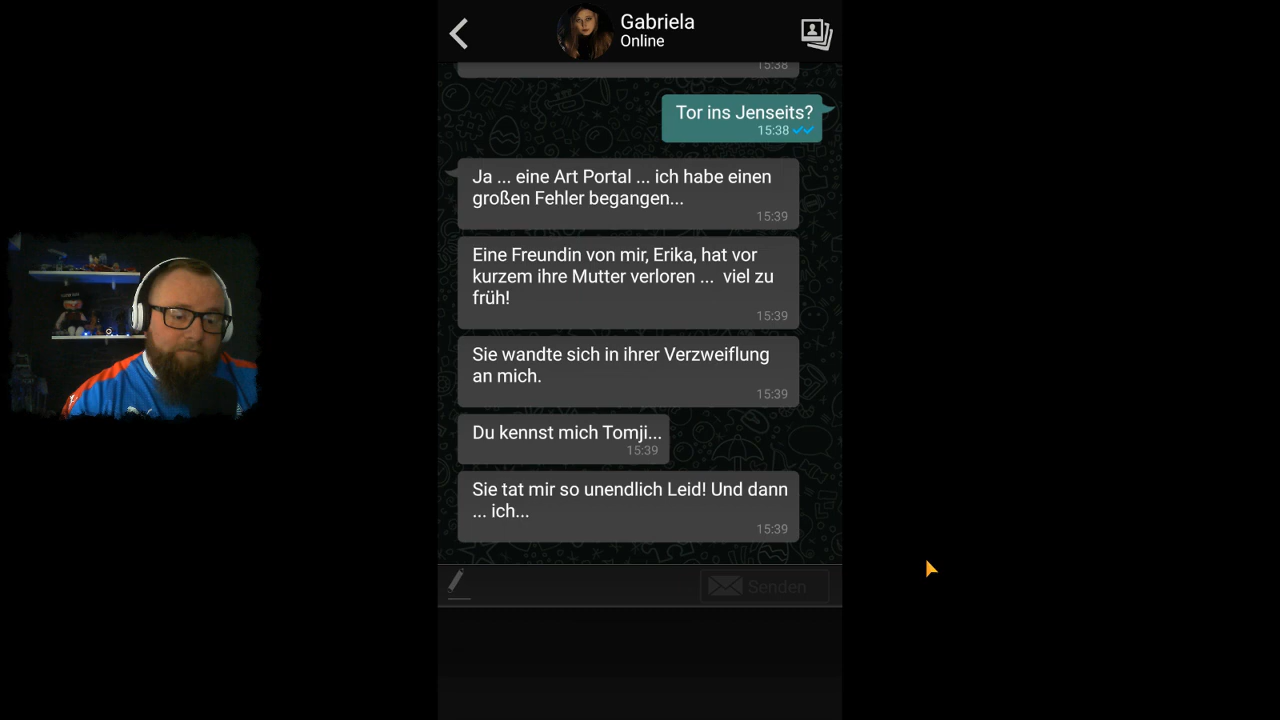 Gabriela
Online
15:38
Tor ins Jenseits?
15:38
Ja ... eine Art Portal ... ich habe einen
großen Fehler begangen...
15:39
Eine Freundin von mir, Erika, hat vor
kurzem ihre Mutter verloren ... viel zu
früh!
15:39
Sie wandte sich in ihrer Verzweiflung
an mich.
15:39
Du kennst mich Tomji...
15:39
Sie tat mir so unendlich Leid! Und dann
... ich...
15:39
Senden